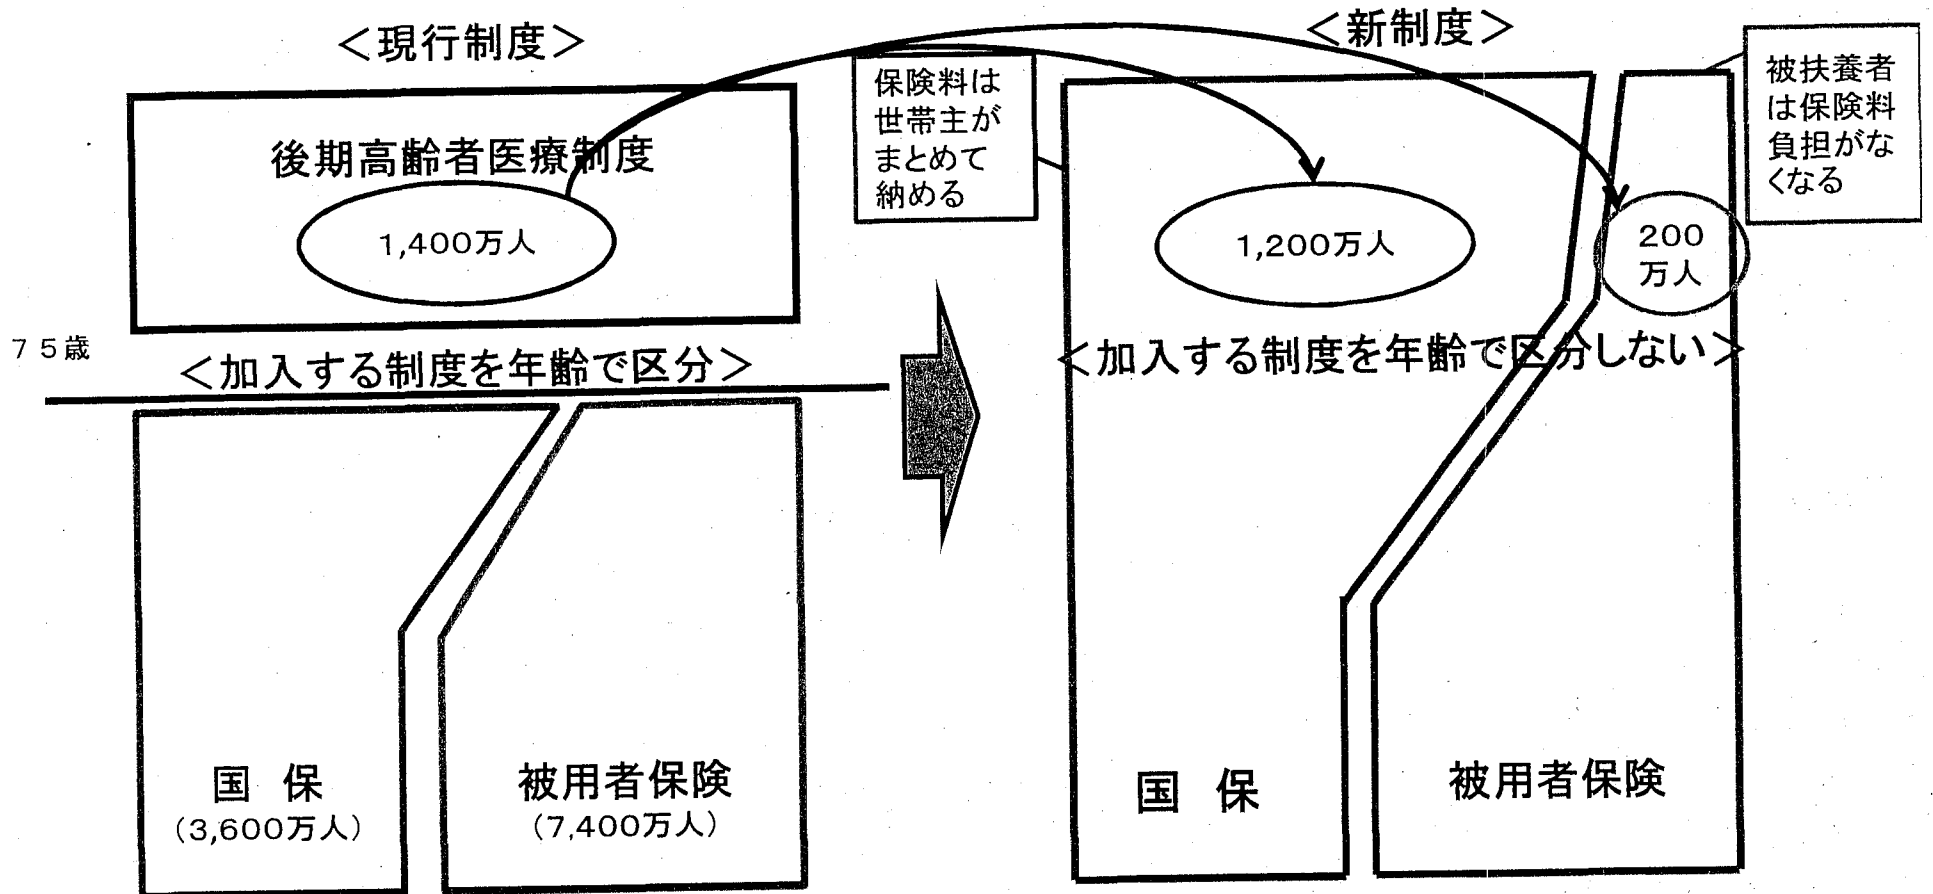 ＜現行制度＞
後期高齢者医療制度
1,400万人
75歳
＜加入する制度を年齢で区分＞
国 保
(3,600万人)
被用者保険
(7,400万人)
＜新制度＞
保険料は
世帯主が
まとめて
納める
被扶養者
は保険料
負担がな
くなる
1,200万人
200
万人
＜加入する制度を年齢で区分しない＞
国 保
被用者保険